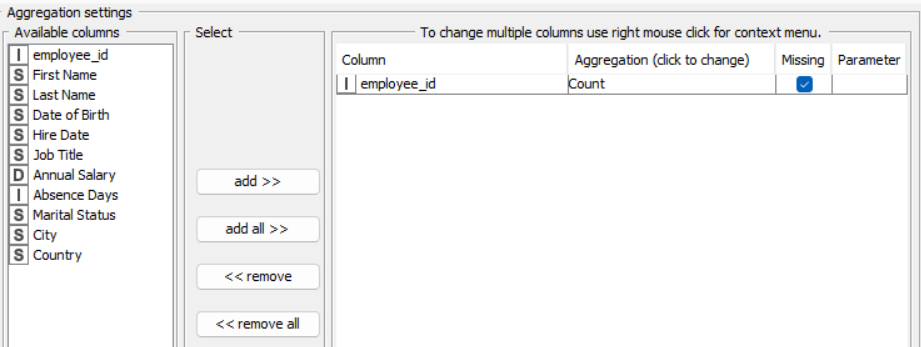 Aggregation settings
Available columns
I employee_id
S First Name
S Last Name
S Date of Birth
S Hire Date
S Job Title
D Annual Salary
I Absence Days
S Marital Status
S City
S Country
Select
add >>
add all >>
<< remove
<< remove all
To change multiple columns use right mouse click for context menu.
Column Aggregation (click to change) Missing Parameter
I employee_id Count